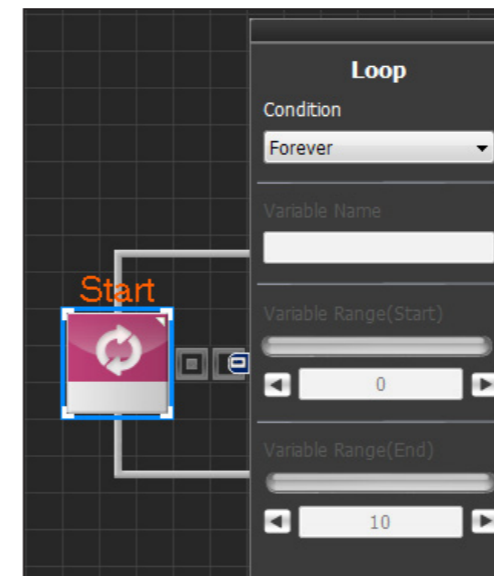 Loop
Condition
Forever
Variable Name
Start
Variable Range(Start)
0
Variable Range(End)
10